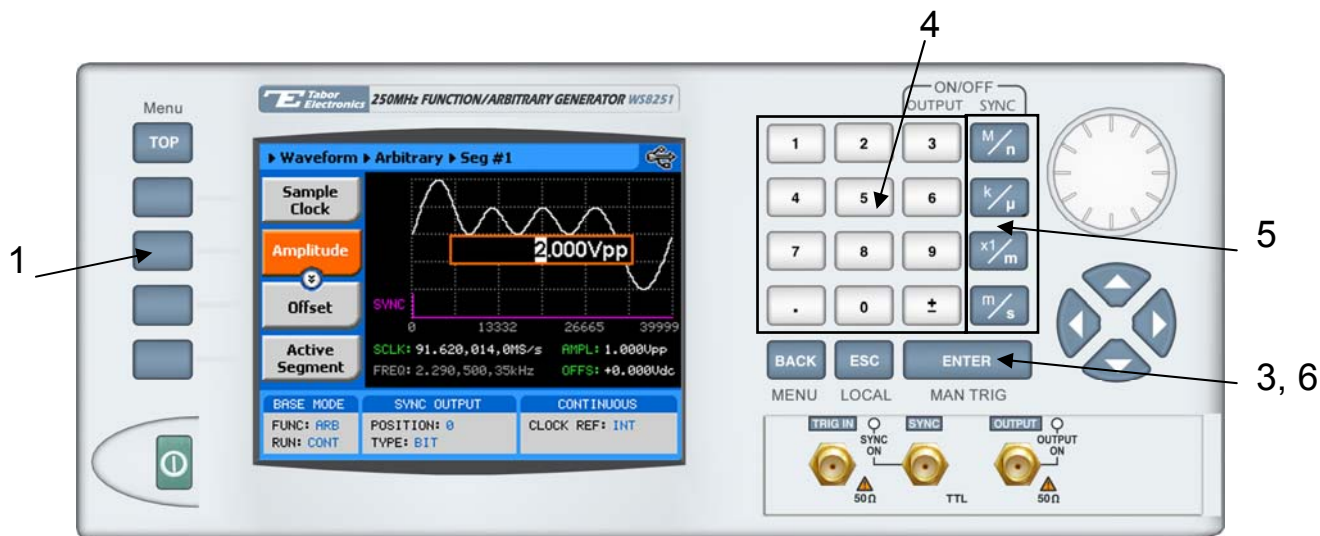 4
ON/OFF
OUTPUT SYNC
Menu
TOP
Tabor Electronics 250MHz FUNCTION/ARBITRARY GENERATOR WS8251
Waveform Arbitrary Seg #1
Sample Clock
Amplitude
Offset
Active Segment
2.000Vpp
SYNC
0 13332 26665 39999
SCLK: 91.620,014,0MS/s AMPL: 1.000Vpp
FREQ: 2.290,500,35kHz OFFS: +0.000Vdc
BASE MODE SYNC OUTPUT CONTINUOUS
FUNC: ARB POSITION: 0 CLOCK REF: INT
RUN: CONT TYPE: BIT
1 2 3 M/n
4 5 6 k/µ
7 8 9 x1/m
. 0 ± m/s
BACK ESC ENTER
MENU LOCAL MAN TRIG
TRIG IN SYNC ON SYNC OUTPUT OUTPUT ON
50Ω TTL 50Ω
1
5
3, 6